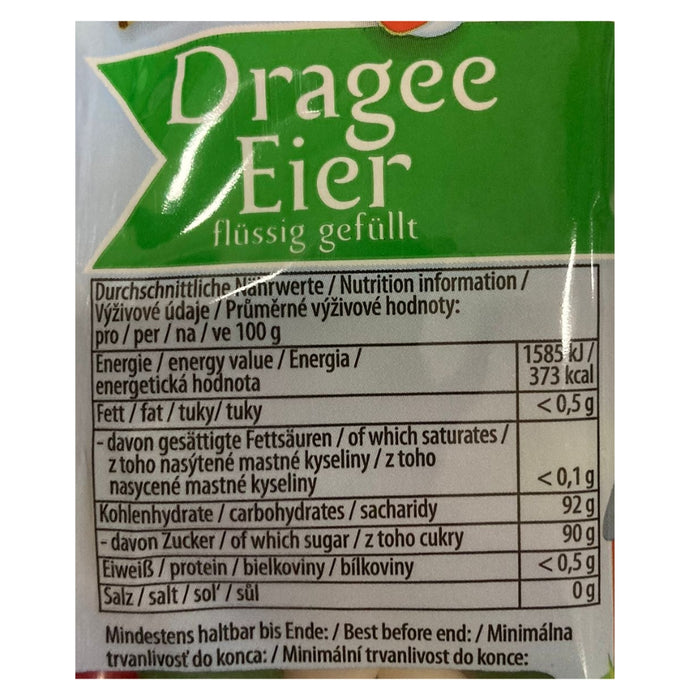 Dragee
Eier
flüssig gefüllt
Durchschnittliche Nährwerte / Nutrition information /
Výživové údaje / Průměrné výživové hodnoty:
pro / per / na / ve 100 g
Energie / energy value / Energia /
energetická hodnota
1585 kJ /
373 kcal
Fett / fat / tuky/ tuky
< 0,5 g
- davon gesättigte Fettsäuren / of which saturates /
z toho nasýtené mastné kyseliny / z toho
nasycené mastné kyseliny
< 0,1 g
Kohlenhydrate / carbohydrates / sacharidy
92 g
- davon Zucker / of which sugar / z toho cukry
90 g
Eiweiß / protein / bielkoviny / bílkoviny
< 0,5 g
Salz / salt / sol' / sůl
0 g
Mindestens haltbar bis Ende: / Best before end: / Minimálna
trvanlivosť do konca: / Minimální trvanlivost do konce: